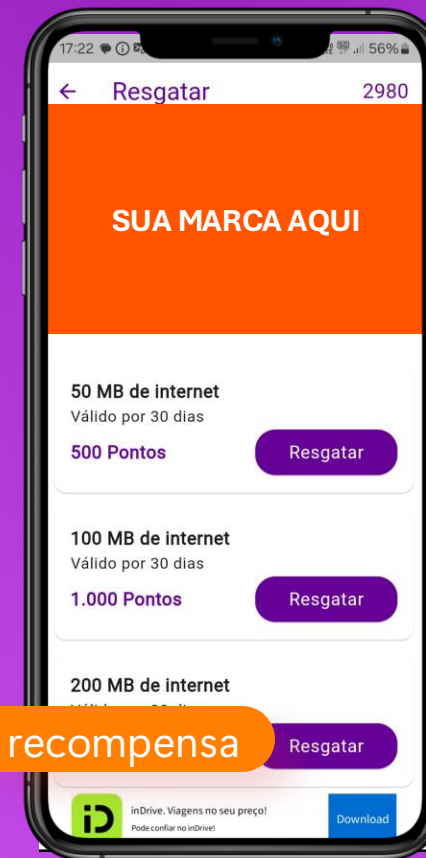 17:22
56%
Resgatar
2980
SUA MARCA AQUI
50 MB de internet
Válido por 30 dias
500 Pontos
Resgatar
100 MB de internet
Válido por 30 dias
1.000 Pontos
Resgatar
200 MB de internet
recompensa
Resgatar
iD
inDrive. Viagens no seu preço!
Pode confiar no inDrive!
Download